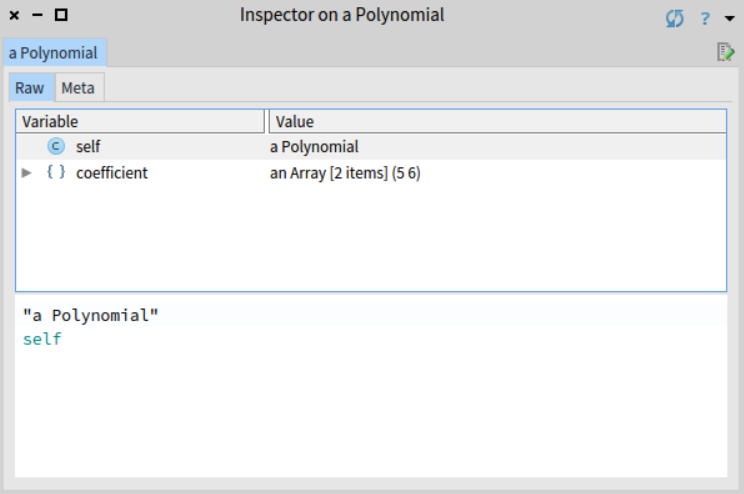 Inspector on a Polynomial
?
a Polynomial
Raw Meta
Variable Value
C self a Polynomial
{ } coefficient an Array [2 items] (5 6)
"a Polynomial"
self